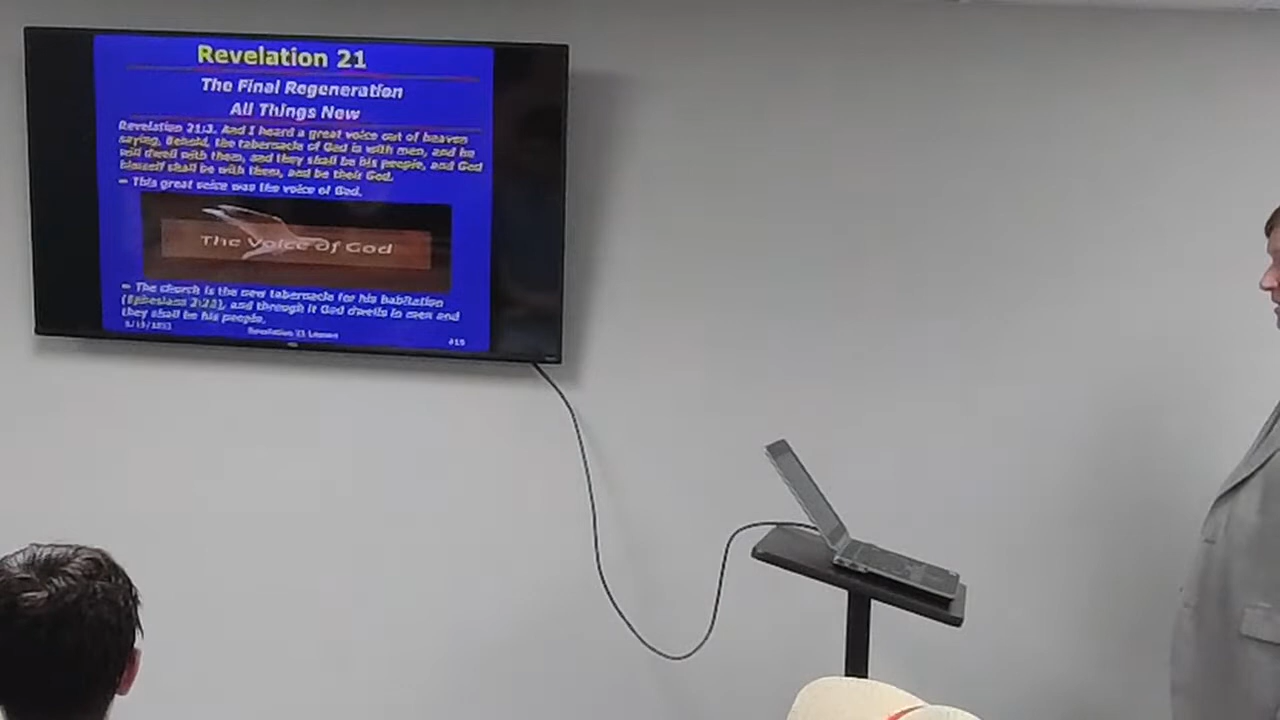 Revelation 21
The Final Regeneration
All Things New
Revelation 21:3. And I heard a great voice out of heaven
saying, Behold, the tabernacle of God is with men, and he
will dwell with them, and they shall be his people, and God
himself shall be with them, and be their God.
– This great voice was the voice of God.
The Voice of God
– The church is the new tabernacle for his habitation
(Ephesians 2:22), and through it God dwells in men and
they shall be his people.
Revelation 21 Lesson
#15